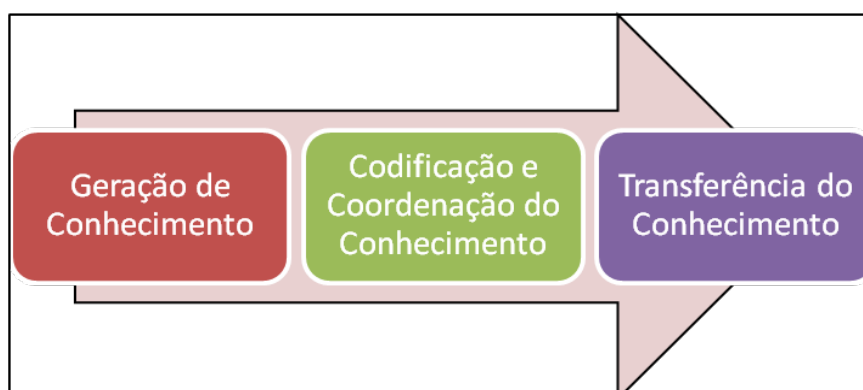 Geração de
Conhecimento
Codificação e
Coordenação do
Conhecimento
Transferência do
Conhecimento